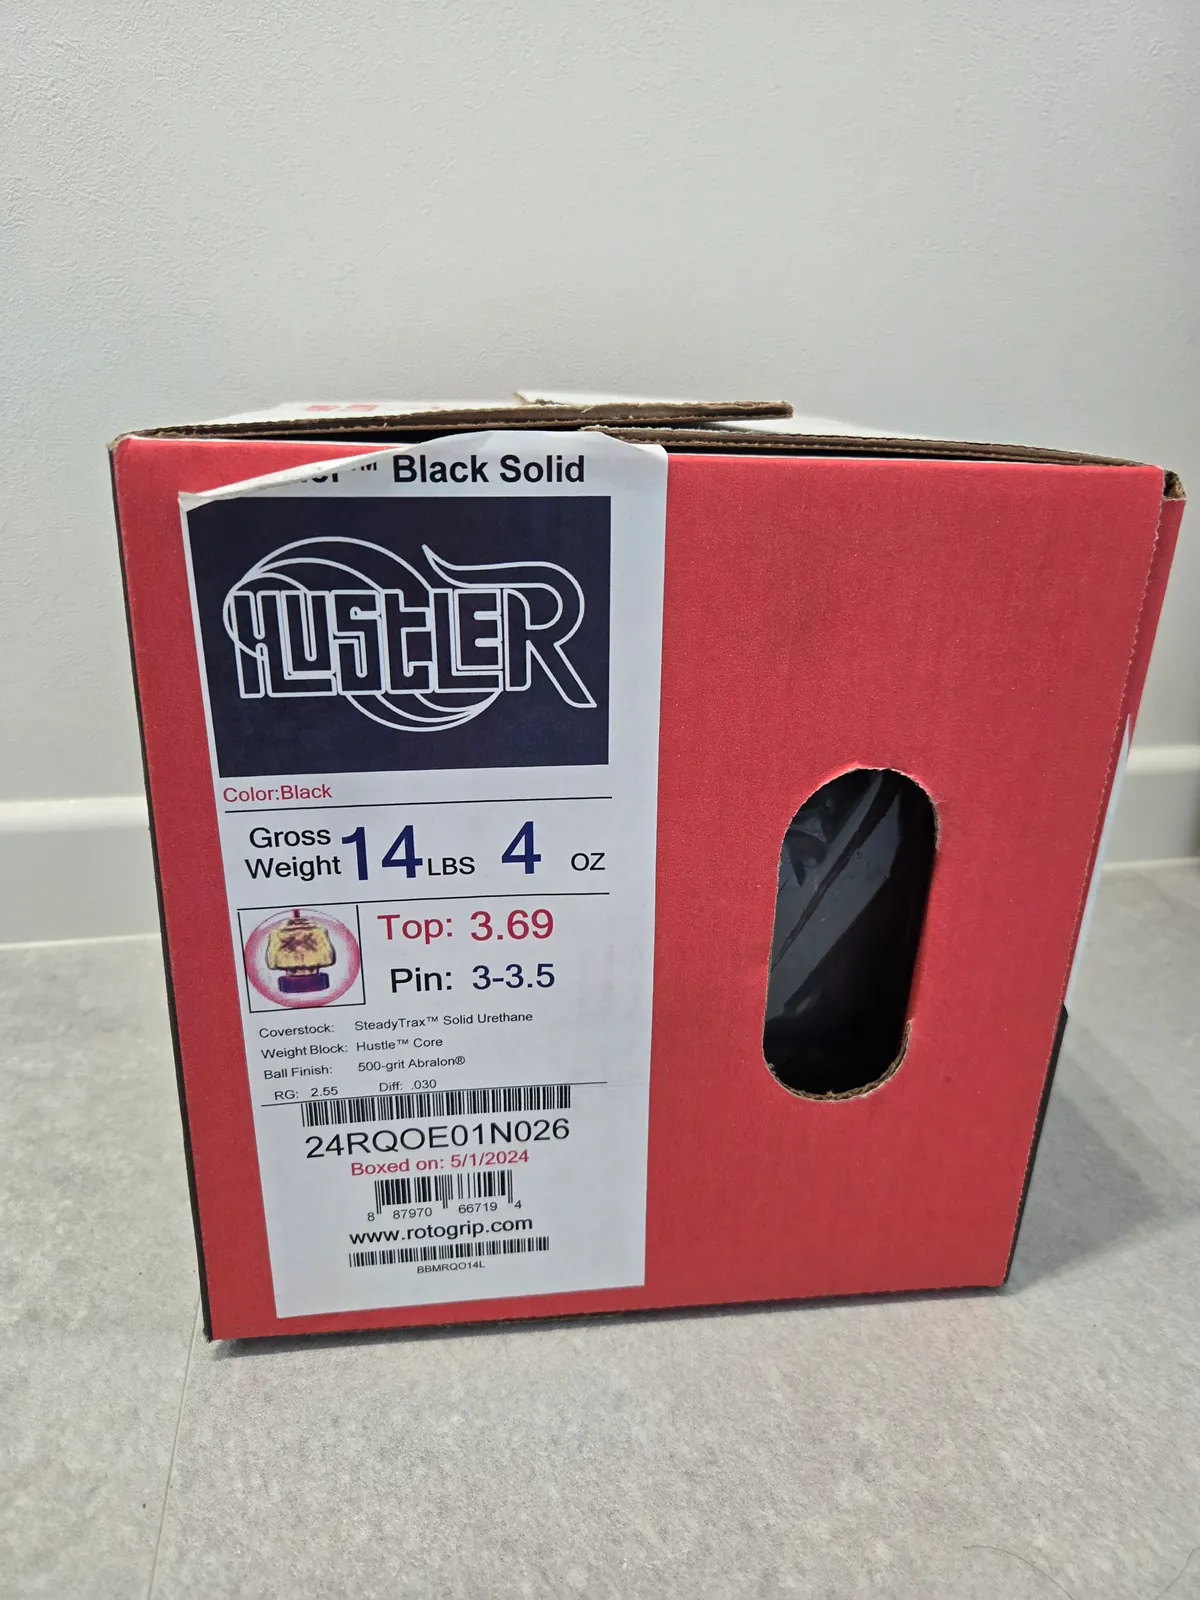 ™ Black Solid
HUSTLER
Color:Black
Gross Weight 14 LBS 4 OZ
Top: 3.69
Pin: 3-3.5
Coverstock: SteadyTrax™ Solid Urethane
Weight Block: Hustle™ Core
Ball Finish: 500-grit Abralon®
RG: 2.55 Diff: .030
24RQOE01N026
Boxed on: 5/1/2024
8 87970 66719 4
www.rotogrip.com
BBMRQO14L